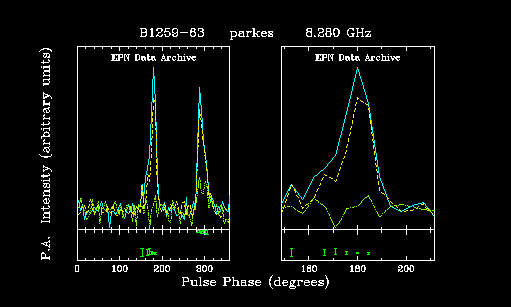 B1259-63 parkes 8.280 GHz
EPN Data Archive EPN Data Archive
P.A. Intensity (arbitrary units)
0 100 200 300 180 190 200
Pulse Phase (degrees)